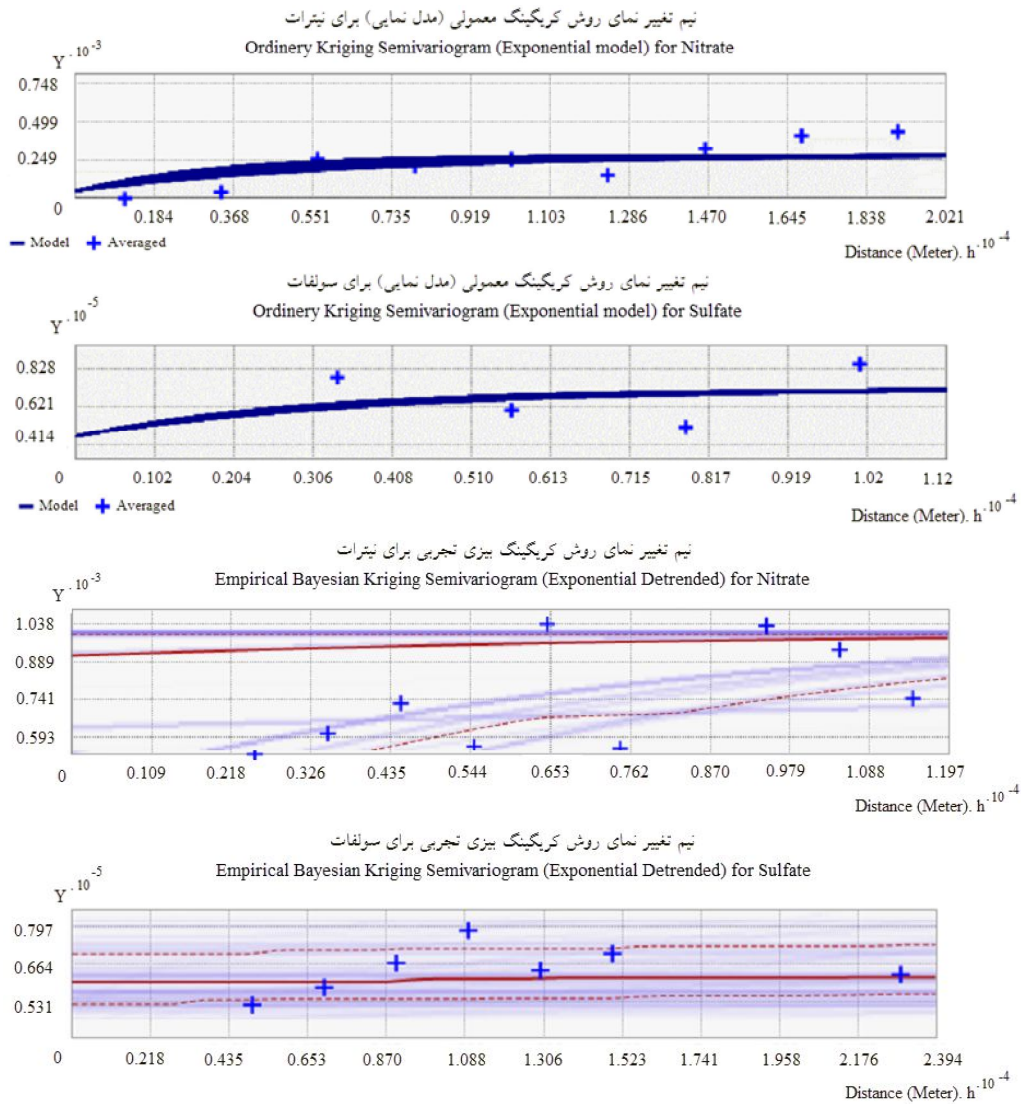 نیم تغییر نمای روش کریگینگ معمولی (مدل نمایی) برای نیترات
Ordinery Kriging Semivariogram (Exponential model) for Nitrate
Υ · 10 -3
0.748
0.499
0.249
0
0.184 0.368 0.551 0.735 0.919 1.103 1.286 1.470 1.645 1.838 2.021
Model Averaged
Distance (Meter). h · 10 -4
نیم تغییر نمای روش کریگینگ معمولی (مدل نمایی) برای سولفات
Ordinery Kriging Semivariogram (Exponential model) for Sulfate
Υ · 10 -5
0.828
0.621
0.414
0 0.102 0.204 0.306 0.408 0.510 0.613 0.715 0.817 0.919 1.02 1.12
Model Averaged
Distance (Meter). h · 10 -4
نیم تغییر نمای روش کریگینگ بیزی تجربی برای نیترات
Empirical Bayesian Kriging Semivariogram (Exponential Detrended) for Nitrate
Υ · 10 -3
1.038
0.889
0.741
0.593
0 0.109 0.218 0.326 0.435 0.544 0.653 0.762 0.870 0.979 1.088 1.197
Distance (Meter). h · 10 -4
نیم تغییر نمای روش کریگینگ بیزی تجربی برای سولفات
Empirical Bayesian Kriging Semivariogram (Exponential Detrended) for Sulfate
Υ · 10 -5
0.797
0.664
0.531
0 0.218 0.435 0.653 0.870 1.088 1.306 1.523 1.741 1.958 2.176 2.394
Distance (Meter). h · 10 -4